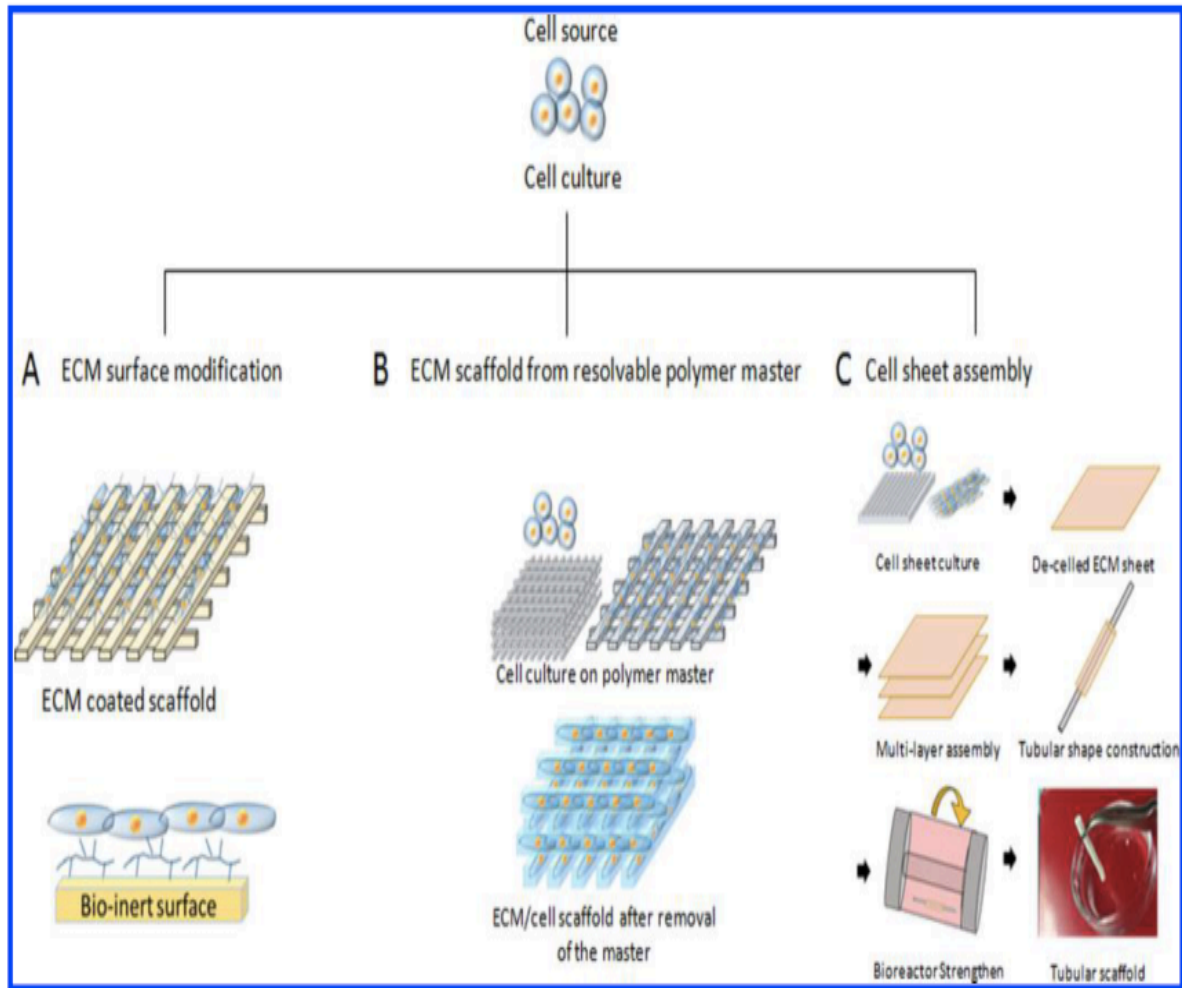 Cell source
Cell culture
A ECM surface modification
B ECM scaffold from resolvable polymer master
C Cell sheet assembly
ECM coated scaffold
Bio-inert surface
Cell culture on polymer master
ECM/cell scaffold after removal
of the master
Cell sheet culture
De-celled ECM sheet
Multi-layer assembly
Tubular shape construction
Bioreactor Strengthen
Tubular scaffold